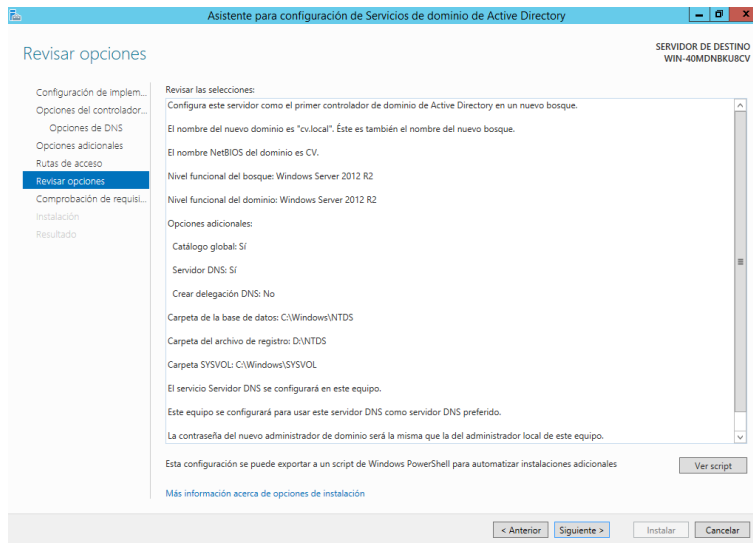 Asistente para configuración de Servicios de dominio de Active Directory
Revisar opciones
SERVIDOR DE DESTINO
WIN-40MDNBKU8CV
Configuración de implem...
Opciones del controlador...
Opciones de DNS
Opciones adicionales
Rutas de acceso
Revisar opciones
Comprobación de requisi...
Instalación
Resultado
Revisar las selecciones:
Configura este servidor como el primer controlador de dominio de Active Directory en un nuevo bosque.
El nombre del nuevo dominio es "cv.local". Éste es también el nombre del nuevo bosque.
El nombre NetBIOS del dominio es CV.
Nivel funcional del bosque: Windows Server 2012 R2
Nivel funcional del dominio: Windows Server 2012 R2
Opciones adicionales:
Catálogo global: Sí
Servidor DNS: Sí
Crear delegación DNS: No
Carpeta de la base de datos: C:\Windows\NTDS
Carpeta del archivo de registro: D:\NTDS
Carpeta SYSVOL: C:\Windows\SYSVOL
El servicio Servidor DNS se configurará en este equipo.
Este equipo se configurará para usar este servidor DNS como servidor DNS preferido.
La contraseña del nuevo administrador de dominio será la misma que la del administrador local de este equipo.
Esta configuración se puede exportar a un script de Windows PowerShell para automatizar instalaciones adicionales
Ver script
Más información acerca de opciones de instalación
< Anterior
Siguiente >
Instalar
Cancelar